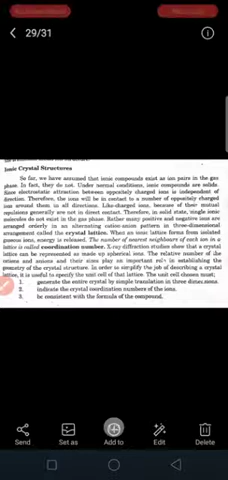 29/31
Ionic Crystal Structures
So far, we have assumed that ionic compounds exist as ion pairs in the gas
phase. In fact, they do not. Under normal conditions, ionic compounds are solids.
Since electrostatic attraction between oppositely charged ions is independent of
direction. Therefore, the ions will be in contact to a number of oppositely charged
ion around them in all directions. Like-charged ions, because of their mutual
repulsions generally are not in direct contact. Therefore, in solid state, single ionic
molecules do not exist in the gas phase. Rather many positive and negative ions are
arranged orderly in an alternating cation-anion pattern in three-dimensional
arrangement called the crystal lattice. When an ionic lattice forms from isolated
gaseous ions, energy is released. The number of nearest neighbours of each ion in a
lattice is called coordination number. X-ray diffraction studies show that a crystal
lattice can be represented as made up spherical ions. The relative number of the
cations and anions and their sizes play an important role in establishing the
geometry of the crystal structure. In order to simplify the job of describing a crystal
lattice, it is useful to specify the unit cell of that lattice. The unit cell chosen must;
1. generate the entire crystal by simple translation in three dimensions.
2. indicate the crystal coordination numbers of the ions.
3. be consistent with the formula of the compound.
Send Set as Add to Edit Delete